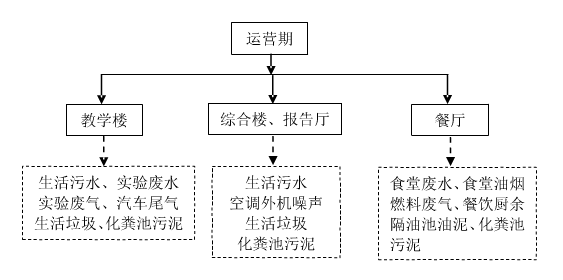 运营期
教学楼
综合楼、报告厅
餐厅
生活污水、实验废水
实验废气、汽车尾气
生活垃圾、化粪池污泥
生活污水
空调外机噪声
生活垃圾
化粪池污泥
食堂废水、食堂油烟
燃料废气、餐饮厨余
隔油池油泥、化粪池
污泥